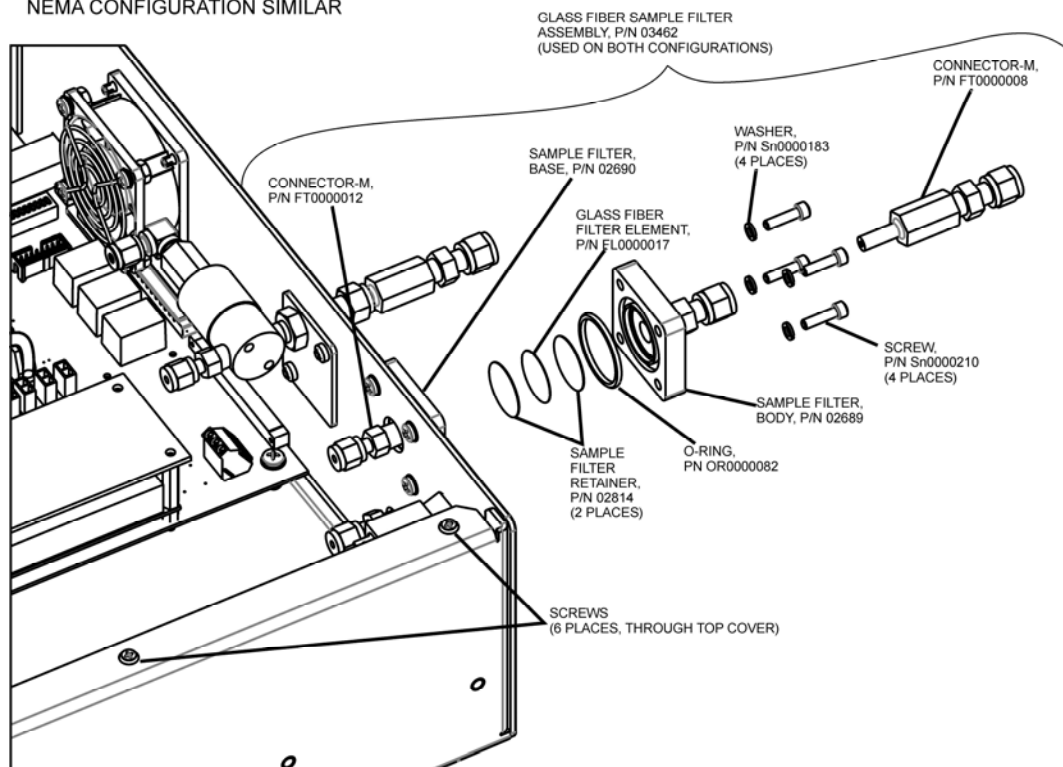 NEMA CONFIGURATION SIMILAR
GLASS FIBER SAMPLE FILTER
ASSEMBLY, P/N 03462
(USED ON BOTH CONFIGURATIONS)
CONNECTOR-M,
P/N FT0000008
WASHER,
P/N Sn0000183
(4 PLACES)
SAMPLE FILTER,
BASE, P/N 02690
CONNECTOR-M,
P/N FT0000012
GLASS FIBER
FILTER ELEMENT,
P/N FL0000017
SCREW,
P/N Sn0000210
(4 PLACES)
SAMPLE FILTER,
BODY, P/N 02689
O-RING,
PN OR0000082
SAMPLE
FILTER
RETAINER,
P/N 02814
(2 PLACES)
SCREWS
(6 PLACES, THROUGH TOP COVER)